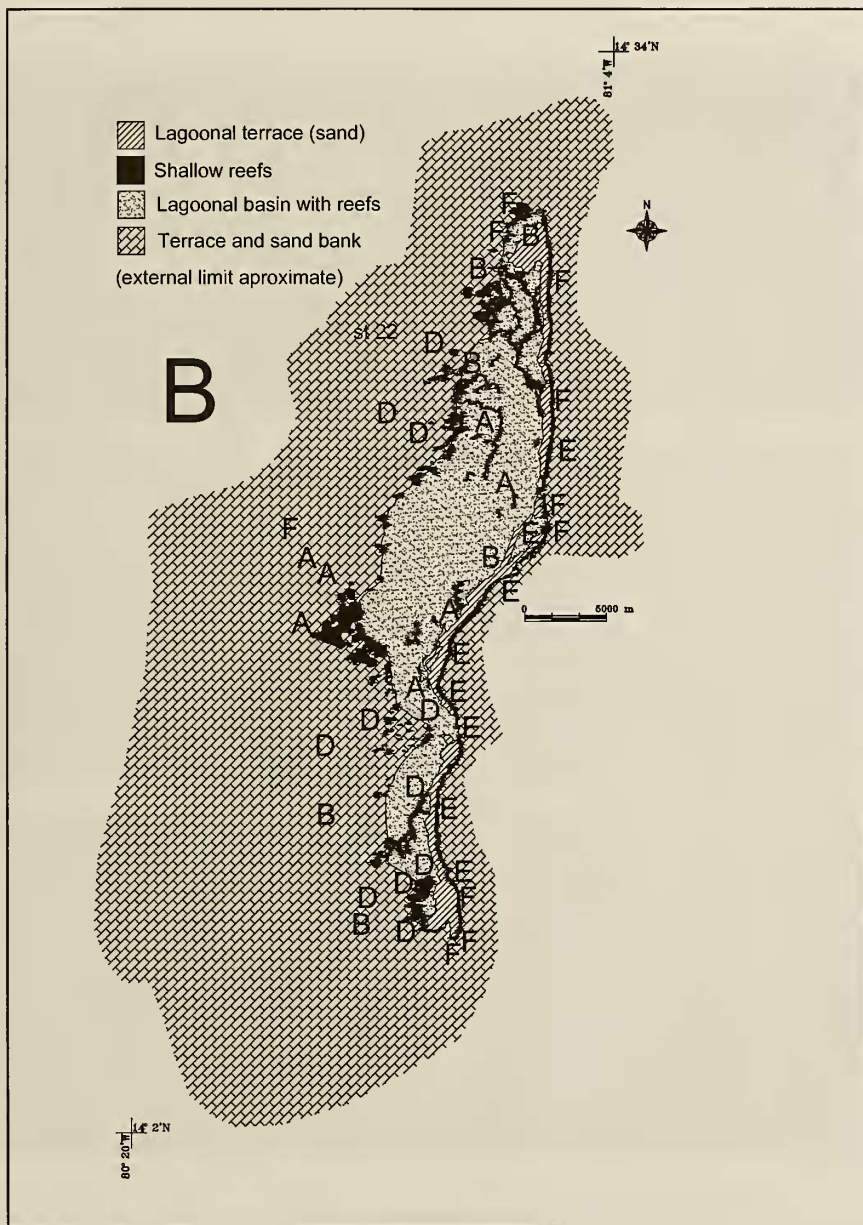 14° 34'N
81° 4'W
Lagoonal terrace (sand)
Shallow reefs
Lagoonal basin with reefs
Terrace and sand bank
(external limit aproximate)
N
B
F
F
B
B
F
st 22
D
B
F
D
A
D
E
A
F
F
E
F
A
B
A
E
0
5000 m
A
A
E
A
E
D
D
E
D
D
E
B
D
E
D
D
F
B
D
F
F
14° 2'N
80° 20'W